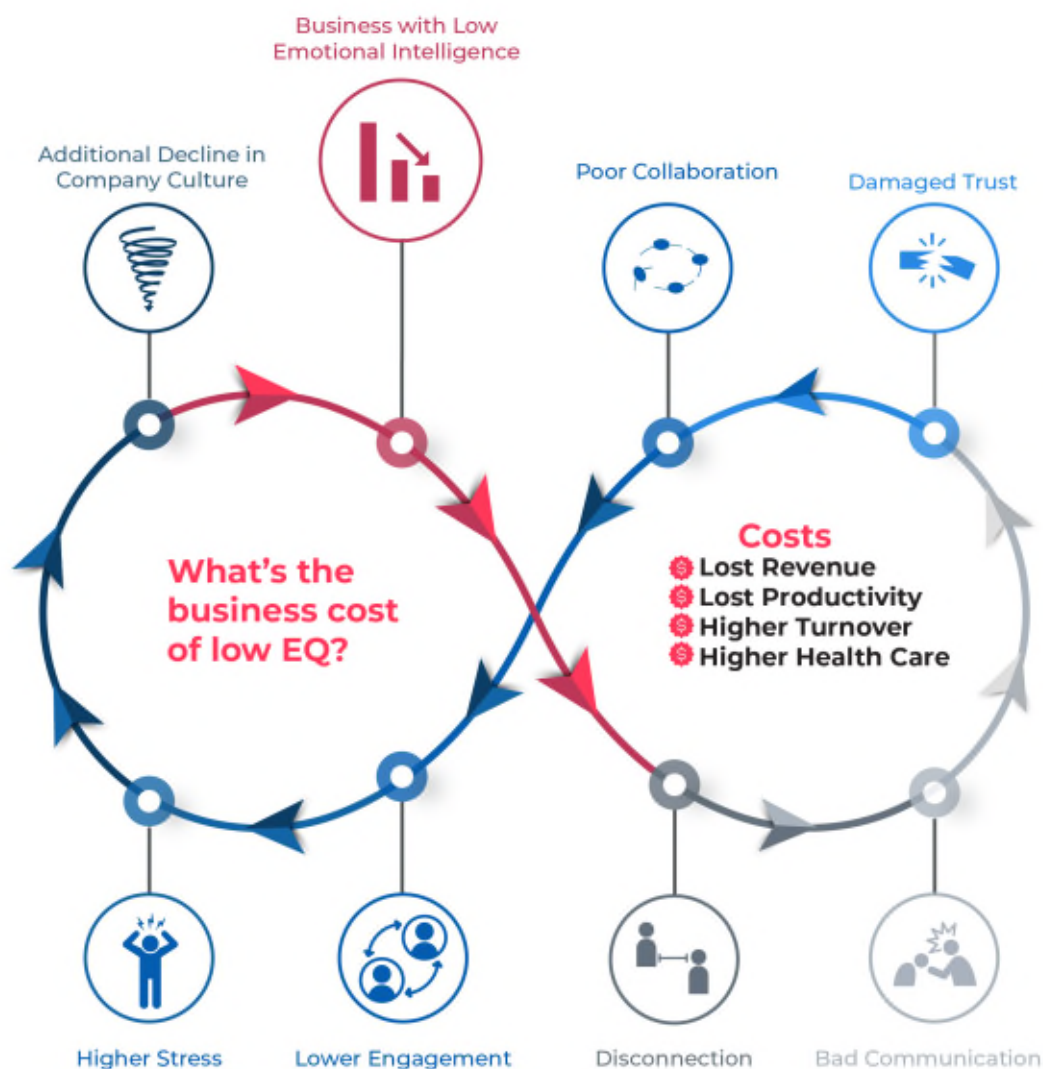 Business with Low
Emotional Intelligence
Additional Decline in
Company Culture
Poor Collaboration
Damaged Trust
What's the
business cost
of low EQ?
Costs
$ Lost Revenue
$ Lost Productivity
$ Higher Turnover
$ Higher Health Care
Higher Stress
Lower Engagement
Disconnection
Bad Communication